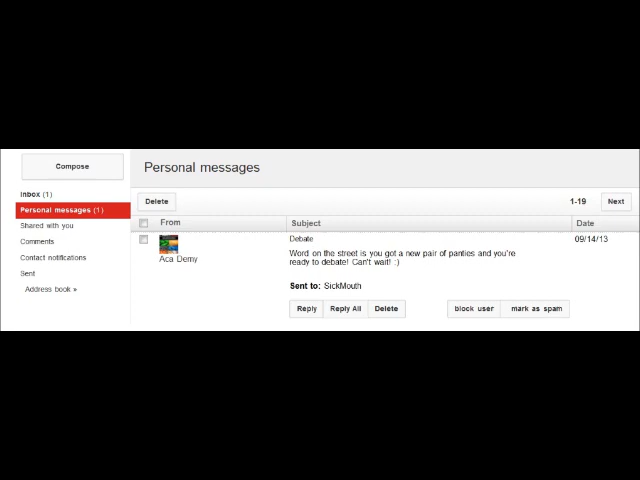 Compose
Personal messages
Inbox (1)
Personal messages (1)
Shared with you
Comments
Contact notifications
Sent
Address book »
Delete
1-19
Next
From
Subject
Date
Aca Demy
Debate
09/14/13
Word on the street is you got a new pair of panties and you're
ready to debate! Can't wait! :)
Sent to: SickMouth
Reply
Reply All
Delete
block user
mark as spam